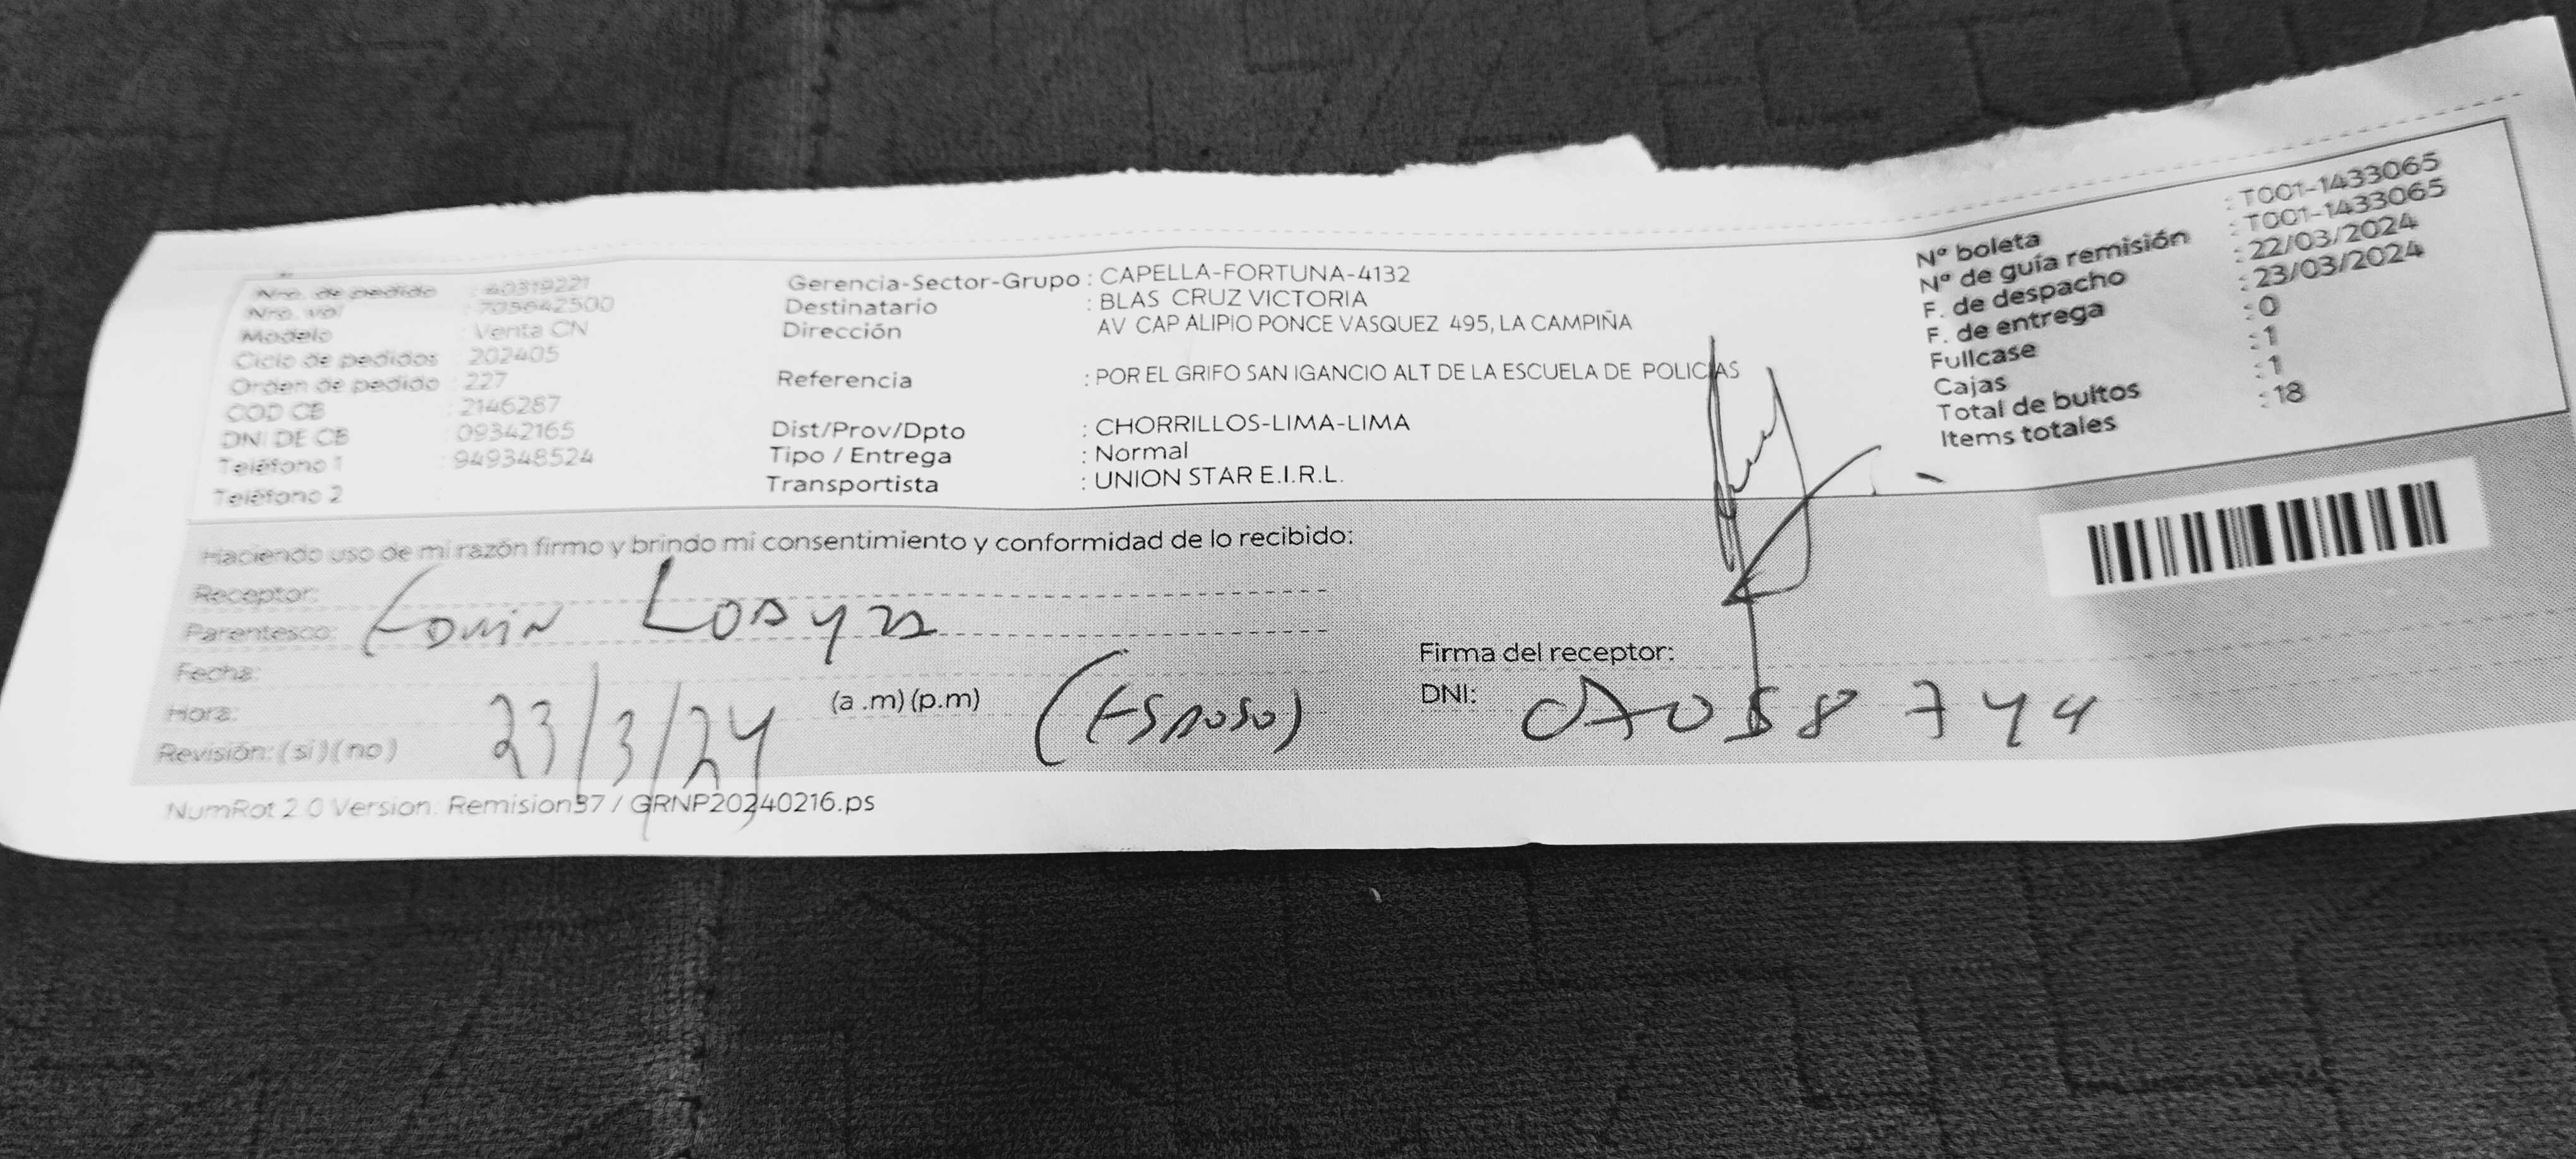 Nro. de pedido : 60319221
Nro. vol : 705642500
Modelo : Venta CN
Ciclo de pedidos : 202405
Orden de pedido : 227
COD CB : 2146287
DNI DE CB : 09342165
Teléfono 1 : 949348524
Teléfono 2
Gerencia-Sector-Grupo : CAPELLA-FORTUNA-4132
Destinatario : BLAS CRUZ VICTORIA
Dirección AV CAP ALIPIO PONCE VASQUEZ 495, LA CAMPIÑA
Referencia : POR EL GRIFO SAN IGANCIO ALT DE LA ESCUELA DE POLICIAS
Dist/Prov/Dpto : CHORRILLOS-LIMA-LIMA
Tipo / Entrega : Normal
Transportista : UNION STAR E.I.R.L.
Nº boleta : T001-1433065
Nº de guía remisión : T001-1433065
F. de despacho : 22/03/2024
F. de entrega : 23/03/2024
Fullcase : 0
Cajas : 1
Total de bultos : 1
Items totales : 18
Haciendo uso de mi razón firmo y brindo mi consentimiento y conformidad de lo recibido:
Receptor:
Parentesco: Edwin Loayza
Fecha:
Hora: 23/3/24 (a .m) (p.m) (Esposo)
Revisión: (si) (no)
Firma del receptor:
DNI:
NumRot 2.0 Version: Remision37 / GRNP20240216.ps